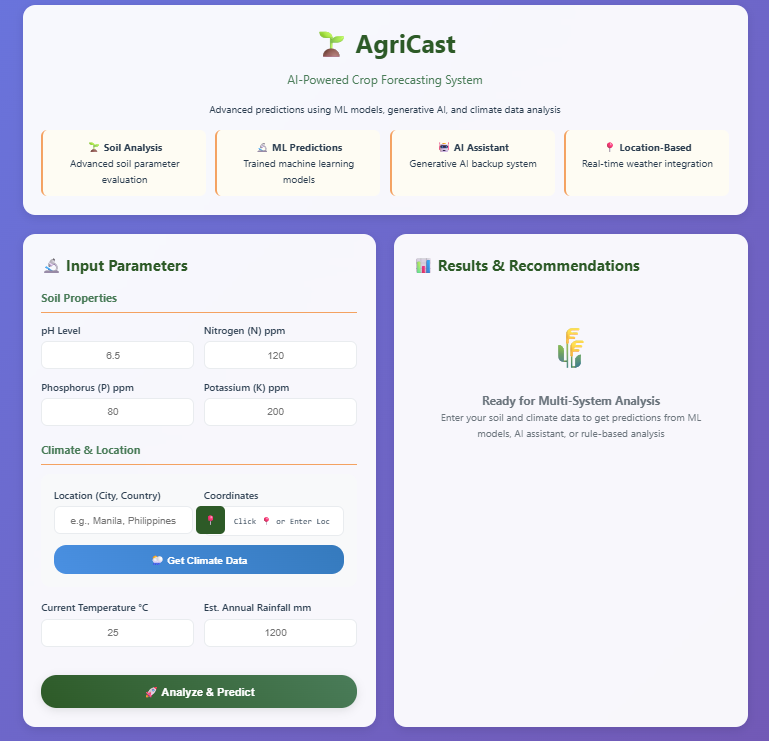 AgriCast
AI-Powered Crop Forecasting System
Advanced predictions using ML models, generative AI, and climate data analysis
Soil Analysis
Advanced soil parameter
evaluation
ML Predictions
Trained machine learning
models
AI Assistant
Generative AI backup system
Location-Based
Real-time weather integration
Input Parameters
Soil Properties
pH Level
Nitrogen (N) ppm
6.5
120
Phosphorus (P) ppm
Potassium (K) ppm
80
200
Climate & Location
Location (City, Country)
Coordinates
e.g., Manila, Philippines
Click 📍 or Enter Loc
Get Climate Data
Current Temperature °C
Est. Annual Rainfall mm
25
1200
Analyze & Predict
Results & Recommendations
Ready for Multi-System Analysis
Enter your soil and climate data to get predictions from ML
models, AI assistant, or rule-based analysis